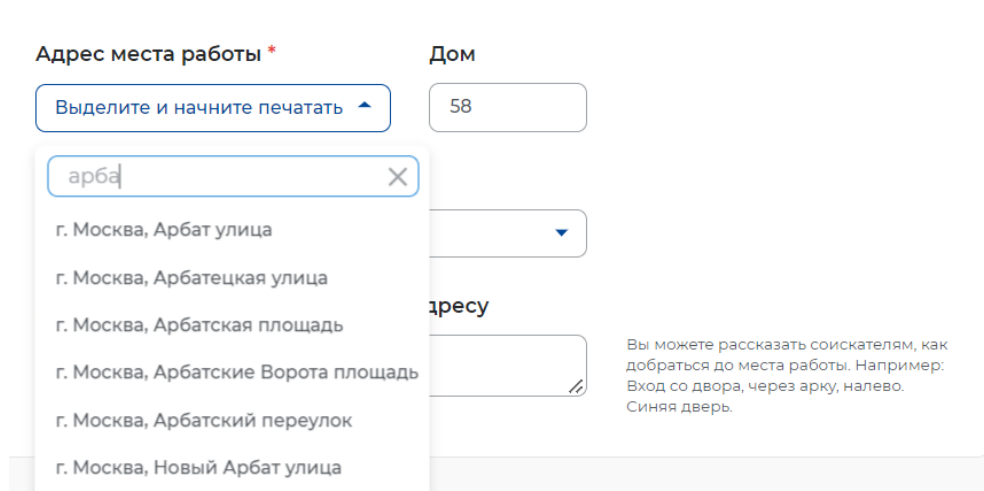 Адрес места работы *
Дом
Выделите и начните печатать
58
арба
г. Москва, Арбат улица
г. Москва, Арбатецкая улица
г. Москва, Арбатская площадь
г. Москва, Арбатские Ворота площадь
г. Москва, Арбатский переулок
г. Москва, Новый Арбат улица
дресу
Вы можете рассказать соискателям, как
добраться до места работы. Например:
Вход со двора, через арку, налево.
Синяя дверь.